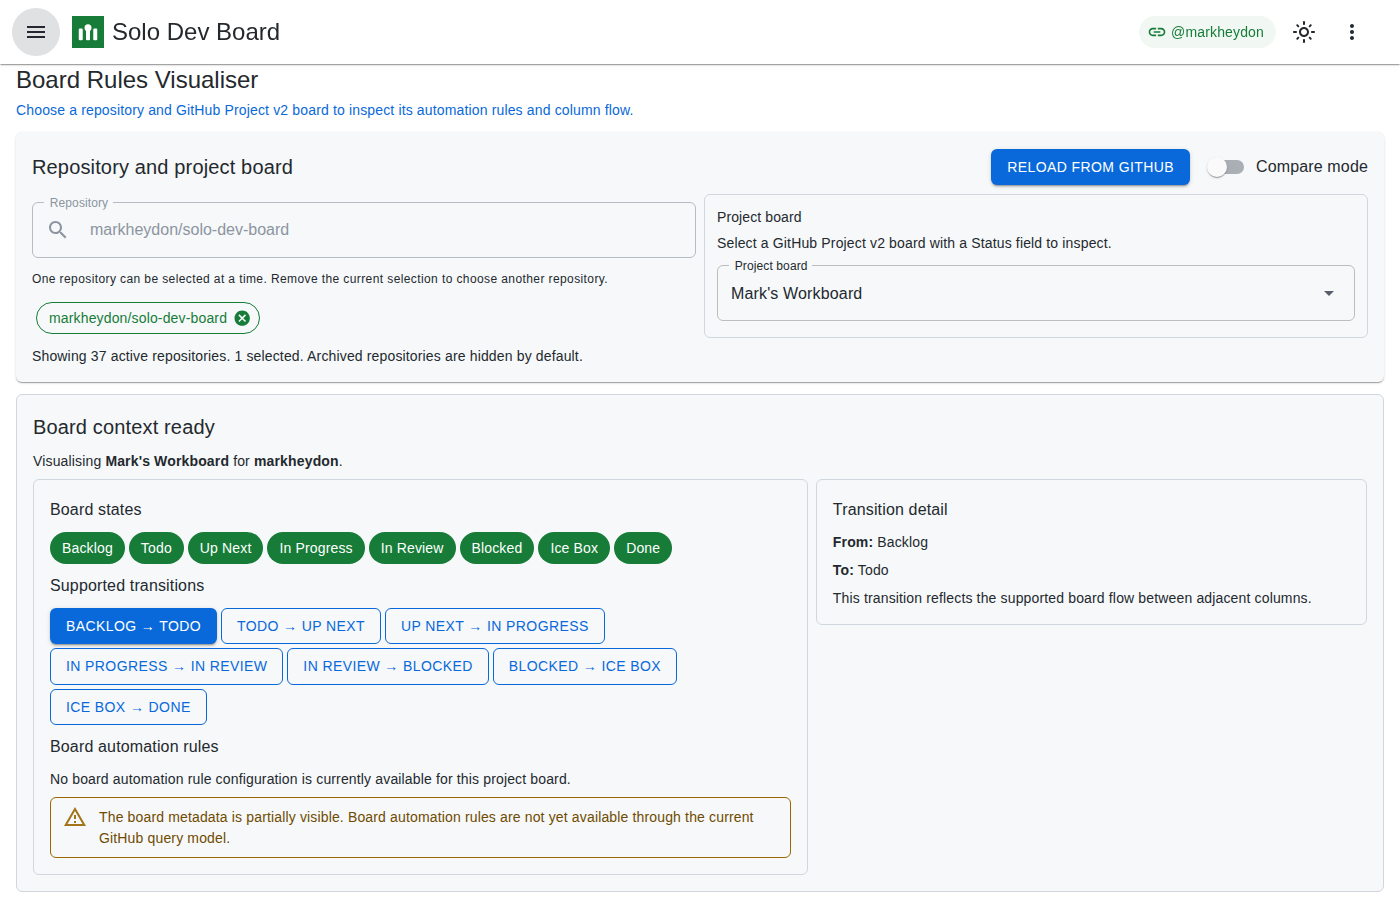 Solo Dev Board
@markheydon
Board Rules Visualiser
Choose a repository and GitHub Project v2 board to inspect its automation rules and column flow.
Repository and project board
RELOAD FROM GITHUB
Compare mode
Repository
markheydon/solo-dev-board
One repository can be selected at a time. Remove the current selection to choose another repository.
markheydon/solo-dev-board
Showing 37 active repositories. 1 selected. Archived repositories are hidden by default.
Project board
Select a GitHub Project v2 board with a Status field to inspect.
Project board
Mark's Workboard
Board context ready
Visualising Mark's Workboard for markheydon.
Board states
Backlog Todo Up Next In Progress In Review Blocked Ice Box Done
Supported transitions
BACKLOG → TODO TODO → UP NEXT UP NEXT → IN PROGRESS
IN PROGRESS → IN REVIEW IN REVIEW → BLOCKED BLOCKED → ICE BOX
ICE BOX → DONE
Board automation rules
No board automation rule configuration is currently available for this project board.
The board metadata is partially visible. Board automation rules are not yet available through the current
GitHub query model.
Transition detail
From: Backlog
To: Todo
This transition reflects the supported board flow between adjacent columns.